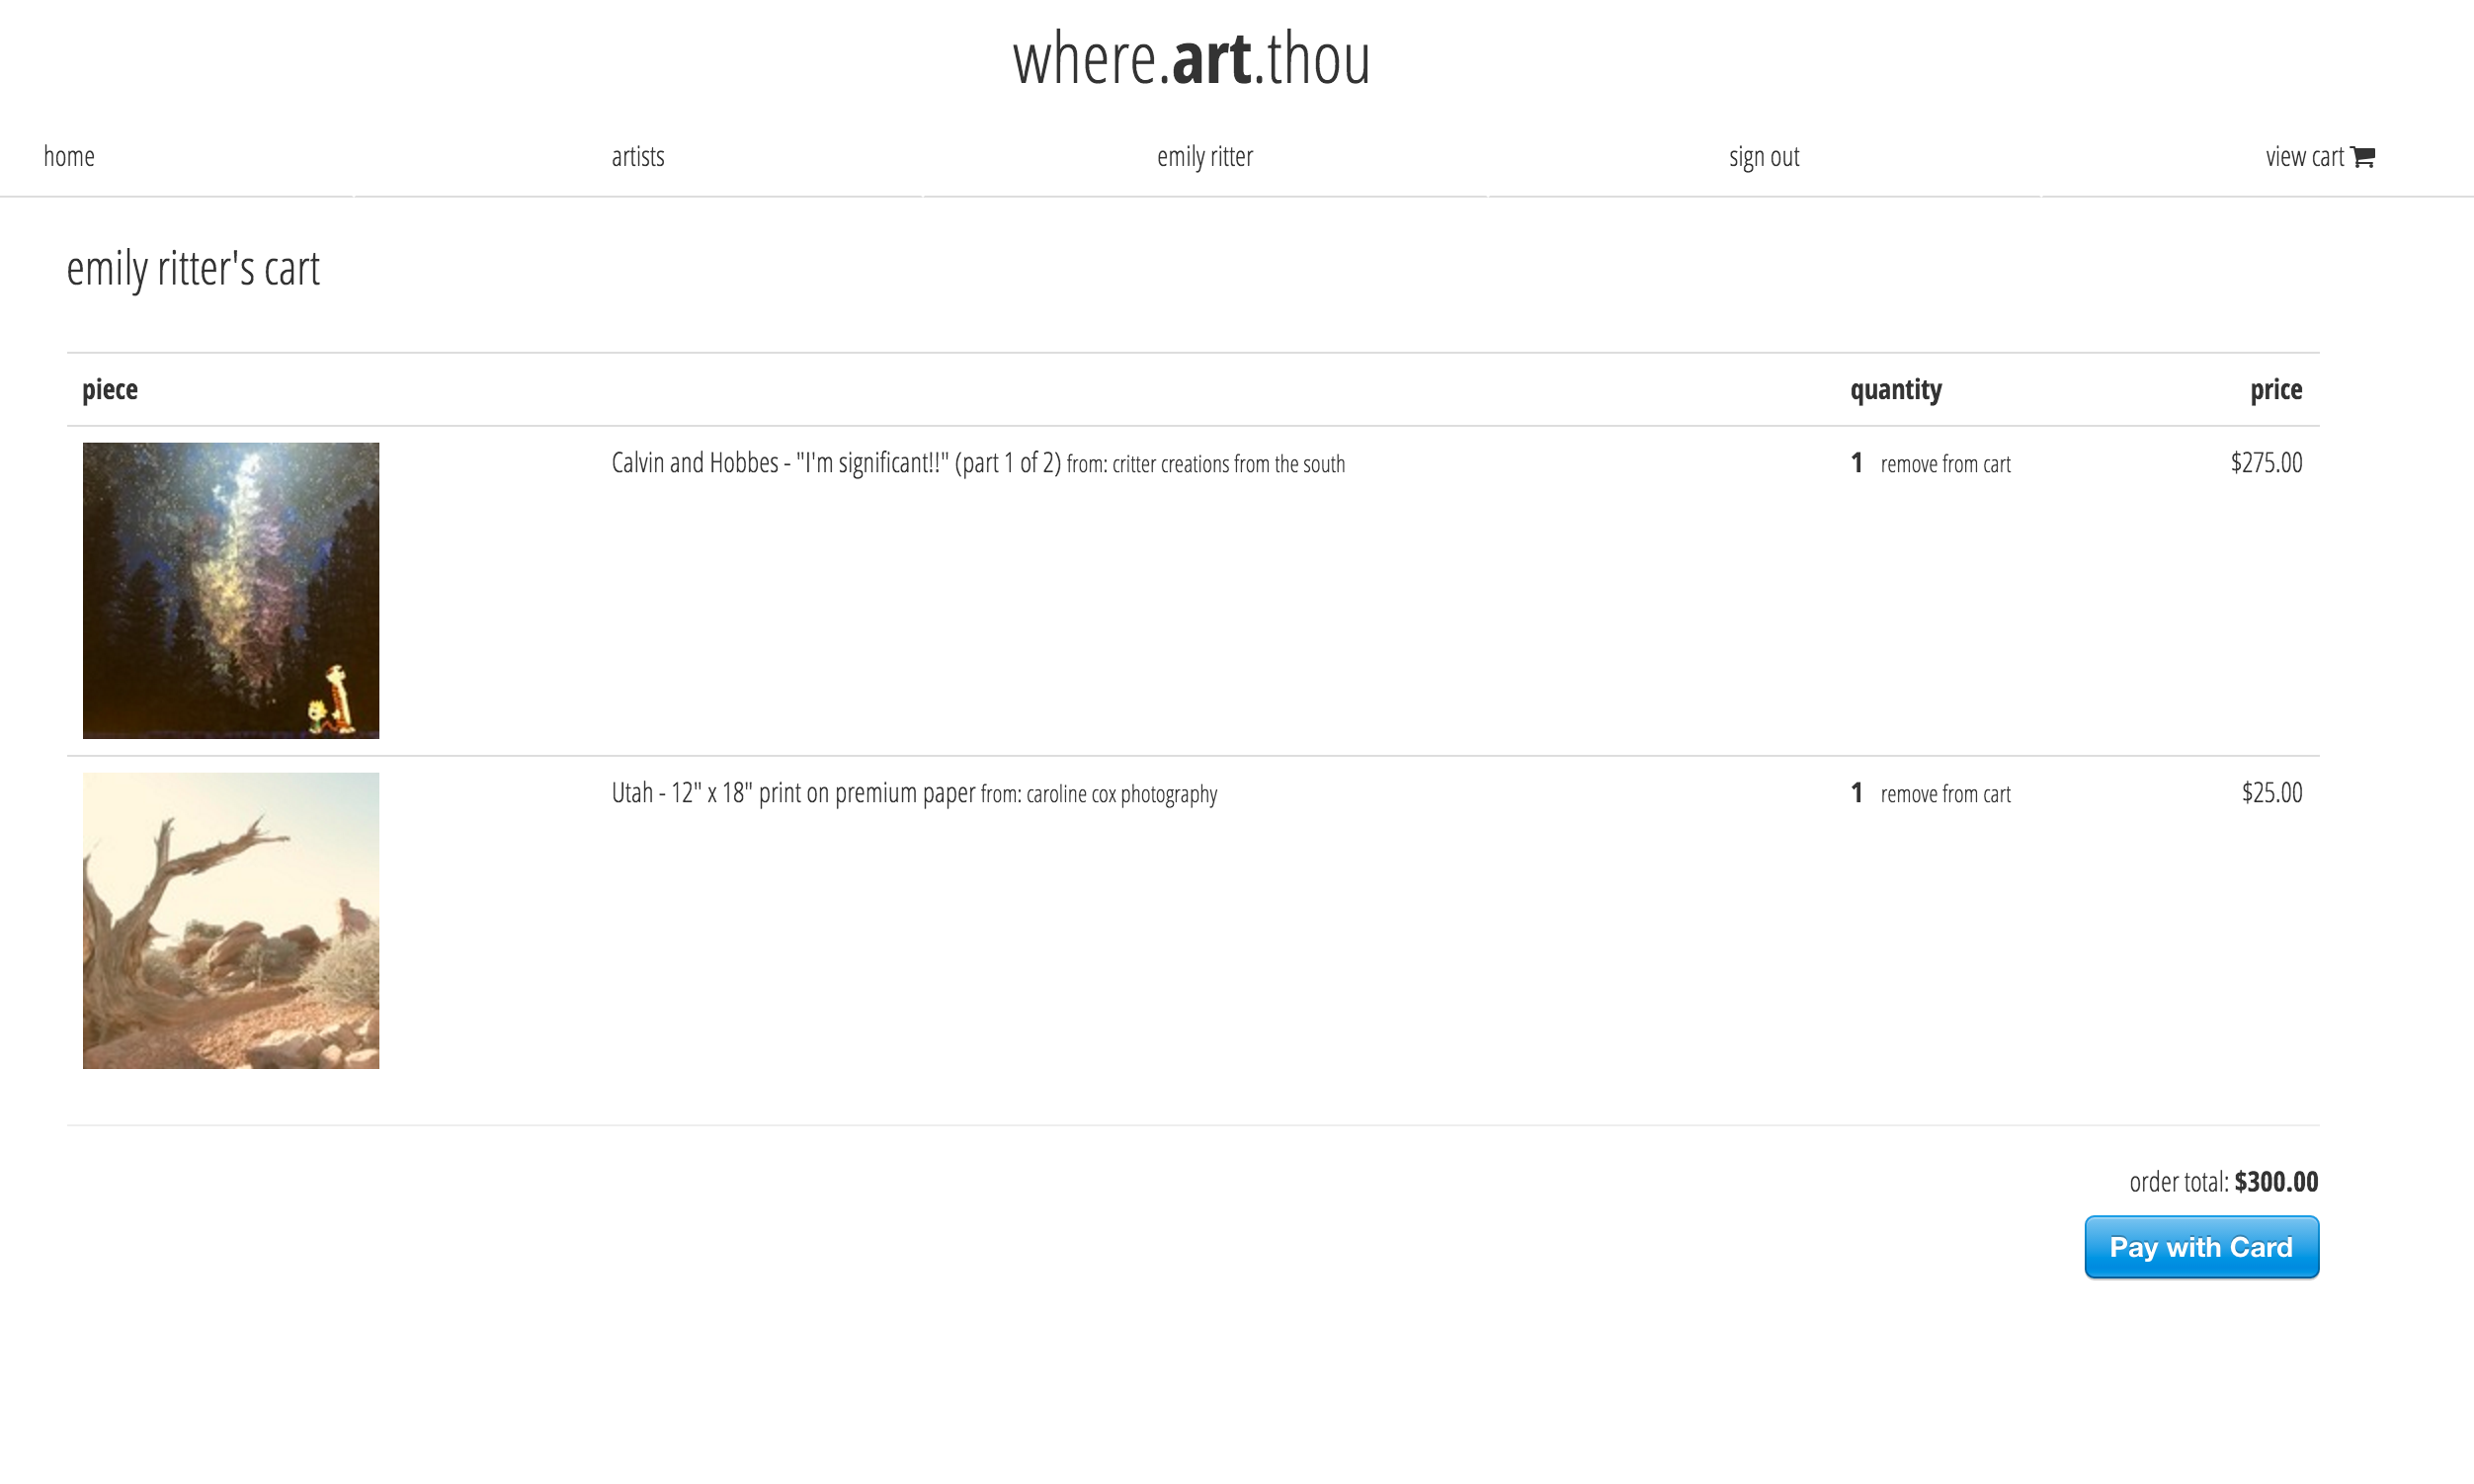 where.art.thou
home artists emily ritter sign out view cart
emily ritter's cart
piece quantity price
Calvin and Hobbes - "I'm significant!!" (part 1 of 2) from: critter creations from the south 1 remove from cart $275.00
Utah - 12" x 18" print on premium paper from: caroline cox photography 1 remove from cart $25.00
order total: $300.00
Pay with Card